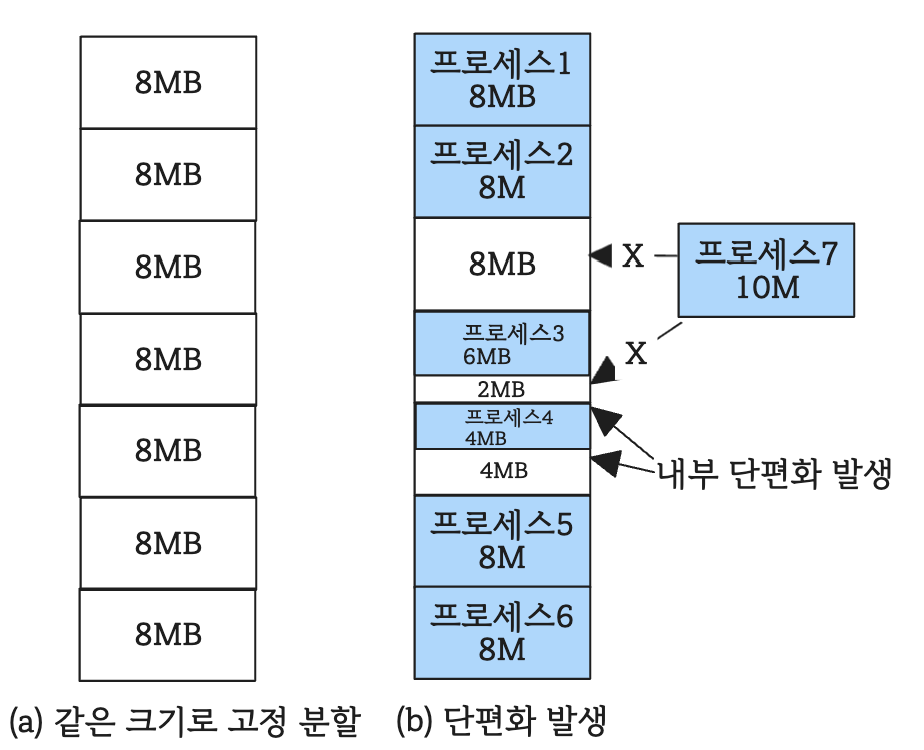 8MB
8MB
8MB
8MB
8MB
8MB
8MB
(a) 같은 크기로 고정 분할
프로세스1
8MB
프로세스2
8M
8MB
프로세스3
6MB
2MB
프로세스4
4MB
4MB
프로세스5
8M
프로세스6
8M
X
프로세스7
10M
X
내부 단편화 발생
(b) 단편화 발생